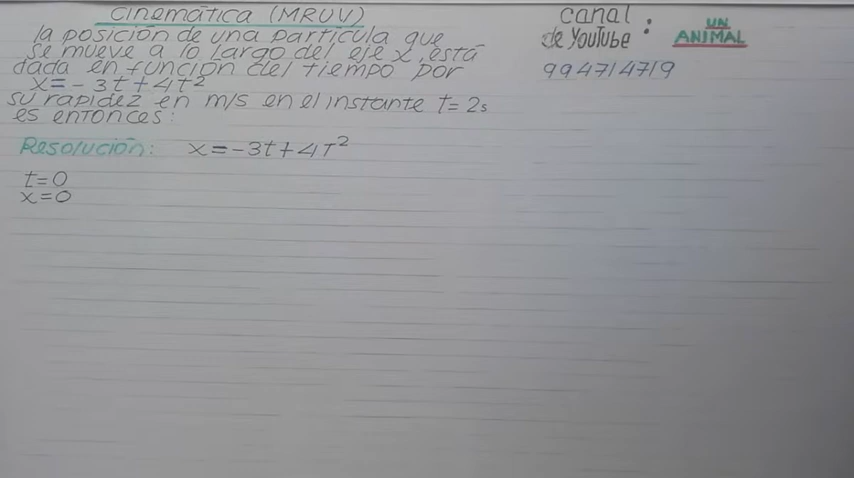 cinemática (MRUV)
la posición de una partícula que
se mueve a lo largo del eje x, está
dada en función del tiempo por
x = - 3t + 4t²
su rapidez en m/s en el instante t = 2s
es entonces:
canal
de YouTube :
UN
ANIMAL
994714719
Resolución: x = -3t + 4t²
t = 0
x = 0